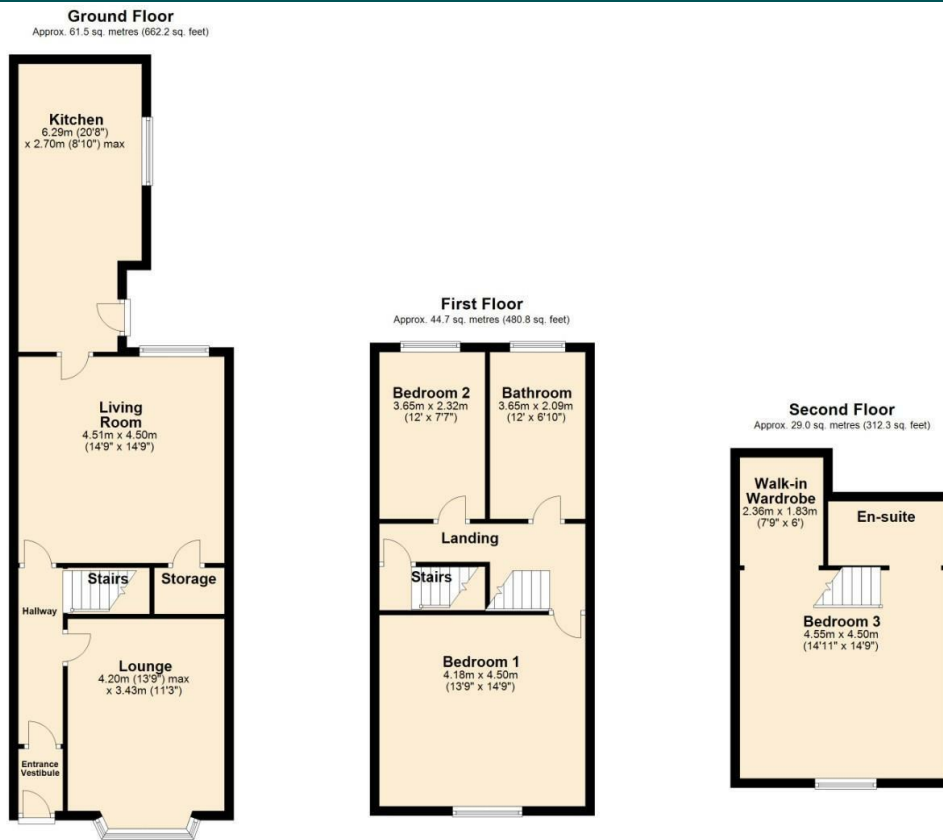 Ground Floor
Approx. 61.5 sq. metres (662.2 sq. feet)
Kitchen
6.29m (20'8")
x 2.70m (8'10") max
Living
Room
4.51m x 4.50m
(14'9" x 14'9")
Stairs
Storage
Hallway
Lounge
4.20m (13'9") max
x 3.43m (11'3")
Entrance
Vestibule
First Floor
Approx. 44.7 sq. metres (480.8 sq. feet)
Bedroom 2
3.65m x 2.32m
(12' x 7'7")
Bathroom
3.65m x 2.09m
(12' x 6'10")
Landing
Stairs
Bedroom 1
4.18m x 4.50m
(13'9" x 14'9")
Second Floor
Approx. 29.0 sq. metres (312.3 sq. feet)
Walk-in
Wardrobe
2.36m x 1.83m
(7'9" x 6')
En-suite
Bedroom 3
4.55m x 4.50m
(14'11" x 14'9")